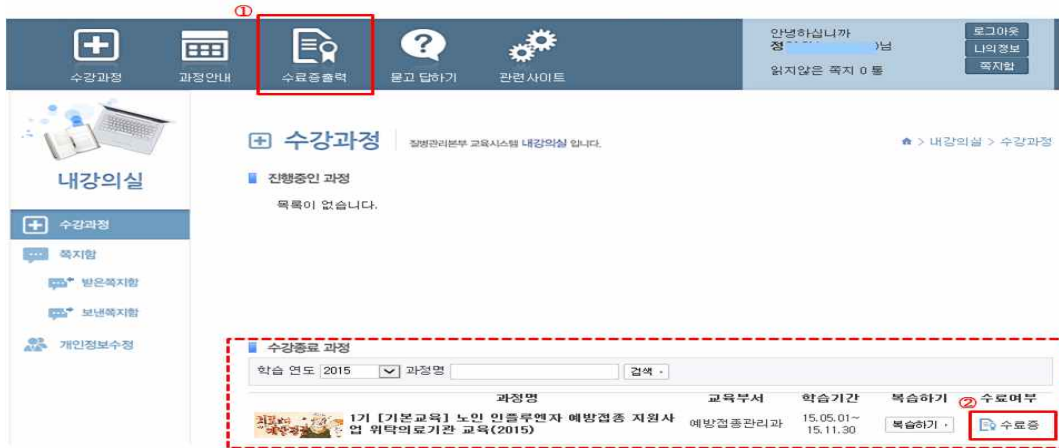 ①
수강과정 과정안내 수료증출력 묻고 답하기 관련사이트
안녕하십니까
정 )님
읽지않은 쪽지 0 통
로그아웃
나의정보
쪽지함
내강의실
수강과정
쪽지함
받은쪽지함
보낸쪽지함
개인정보수정
수강과정 질병관리본부 교육시스템 내강의실 입니다. > 내강의실 > 수강과정
진행중인 과정
목록이 없습니다.
수강종료 과정
학습 연도 2015 과정명 검색
과정명 교육부서 학습기간 복습하기 ② 수료여부
1기 [기본교육] 노인 인플루엔자 예방접종 지원사
업 위탁의료기관 교육(2015)
예방접종관리과
15.05.01~
15.11.30
복습하기
수료증